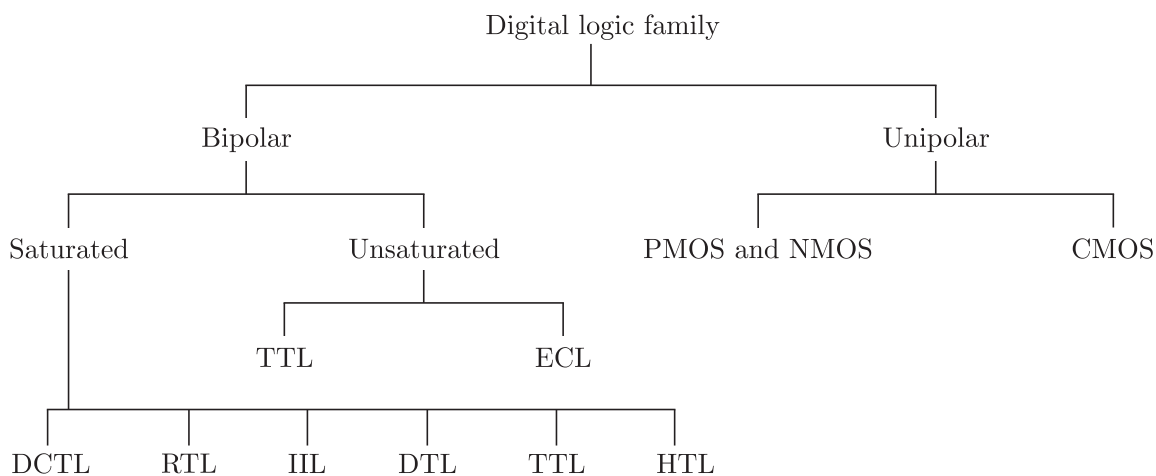 Digital logic family
Bipolar Unipolar
Saturated Unsaturated PMOS and NMOS CMOS
TTL ECL
DCTL RTL IIL DTL TTL HTL